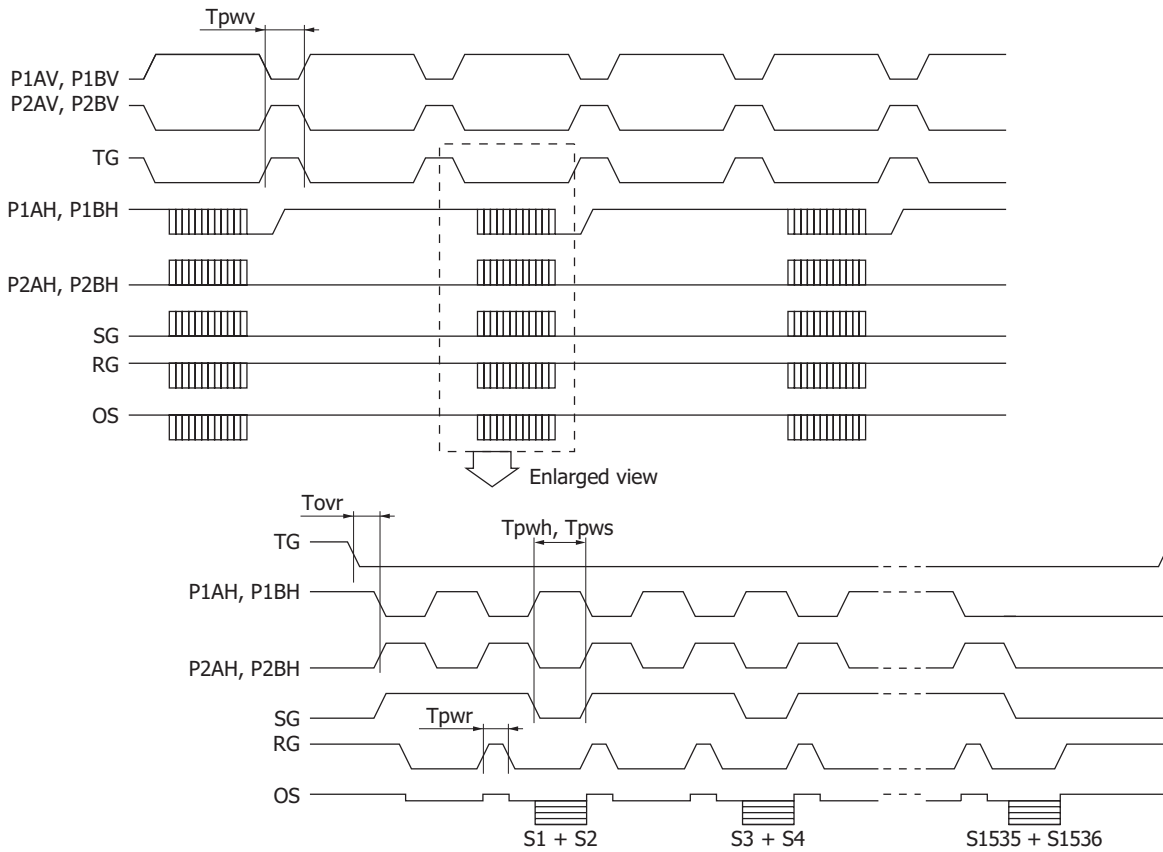 Tpwv
P1AV, P1BV
P2AV, P2BV
TG
P1AH, P1BH
P2AH, P2BH
SG
RG
OS
Enlarged view
Tovr
TG
Tpwh, Tpws
P1AH, P1BH
P2AH, P2BH
SG
Tpwr
RG
OS
S1 + S2
S3 + S4
S1535 + S1536